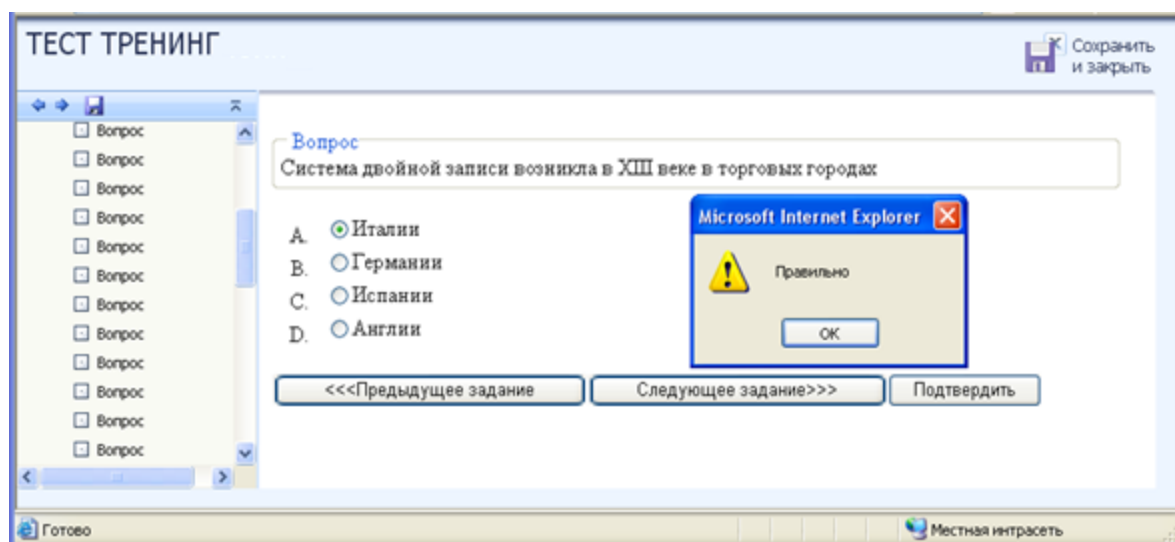 ТЕСТ ТРЕНИНГ
Сохранить
и закрыть
Вопрос
Вопрос
Вопрос
Вопрос
Вопрос
Вопрос
Вопрос
Вопрос
Вопрос
Вопрос
Вопрос
Вопрос
Вопрос
Система двойной записи возникла в XIII веке в торговых городах
A. Италии
B. Германии
C. Испании
D. Англии
Microsoft Internet Explorer
Правильно
OK
<<<Предыдущее задание Следующее задание>>> Подтвердить
Готово Местная интрасеть